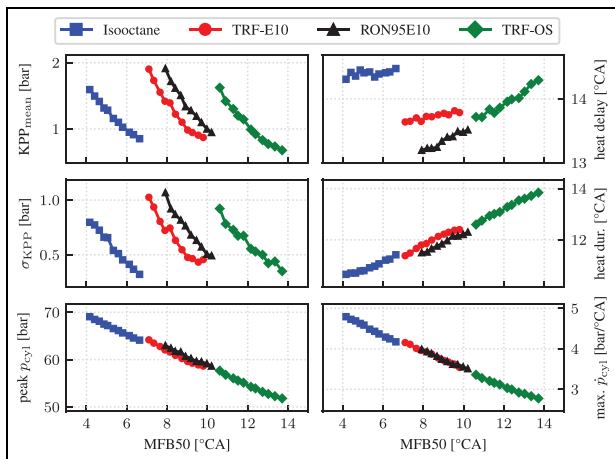 Isooctane TRF-E10 RON95E10 TRF-OS
2
1
KPPmean [bar]
14
13
heat delay [°CA]
1.0
0.5
σKPP [bar]
14
12
heat dur. [°CA]
70
60
50
peak pcyl [bar]
5
4
3
max. ṗcyl [bar/°CA]
4 6 8 10 12 14
4 6 8 10 12 14
MFB50 [°CA] MFB50 [°CA]